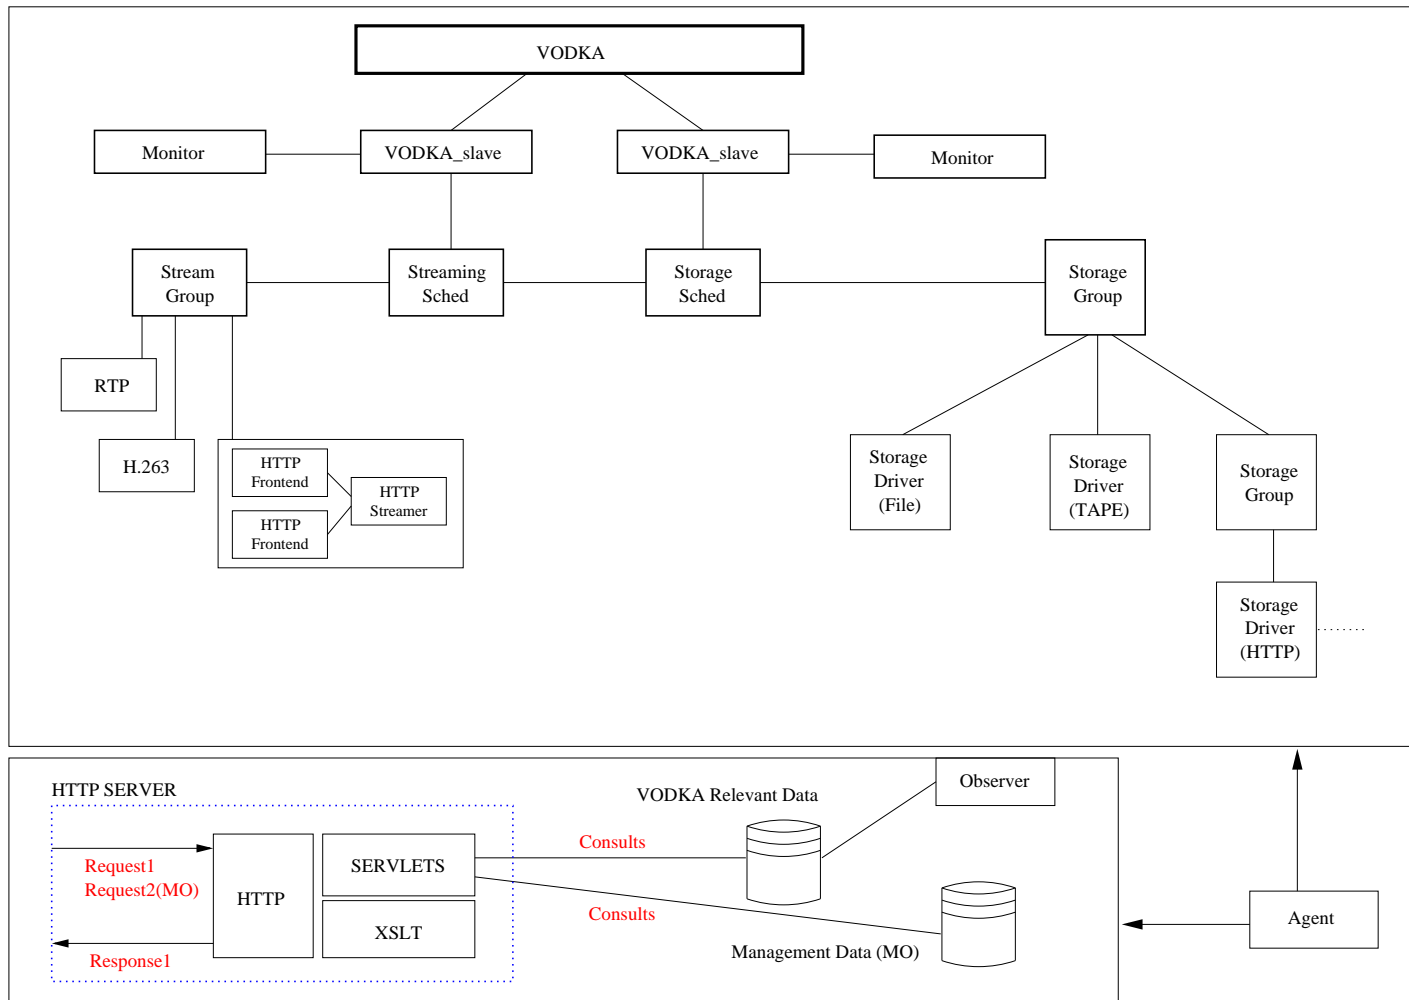 VODKA
Monitor
VODKA_slave
VODKA_slave
Monitor
Stream
Group
Streaming
Sched
Storage
Sched
Storage
Group
RTP
H.263
HTTP
Frontend
HTTP
Streamer
HTTP
Frontend
Storage
Driver
(File)
Storage
Driver
(TAPE)
Storage
Group
Storage
Driver
(HTTP)
HTTP SERVER
Request1
Request2(MO)
Response1
HTTP
SERVLETS
XSLT
Consults
Consults
VODKA Relevant Data
Management Data (MO)
Observer
Agent